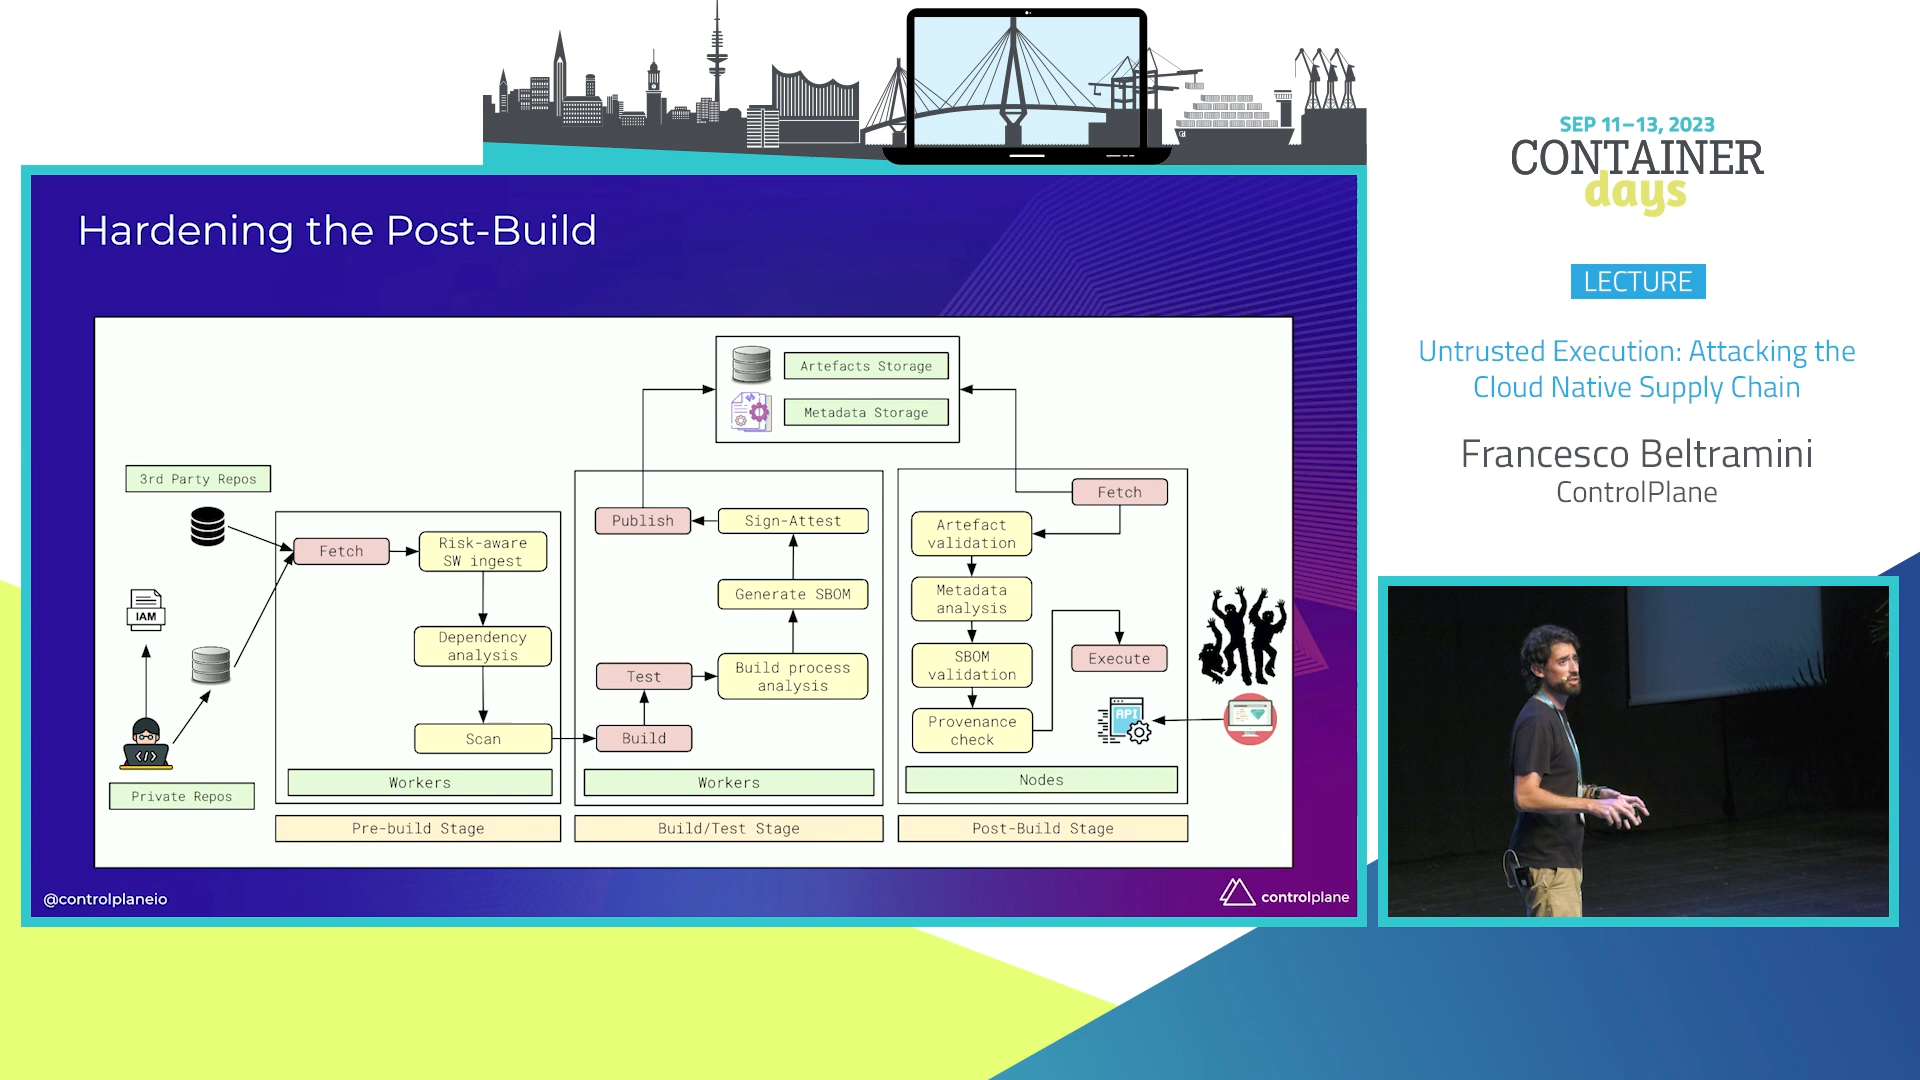 SEP 11–13, 2023
CONTAINER
days
LECTURE
Untrusted Execution: Attacking the
Cloud Native Supply Chain
Francesco Beltramini
ControlPlane
Hardening the Post-Build
Artefacts Storage
Metadata Storage
3rd Party Repos
IAM
Private Repos
Fetch
Risk-aware
SW ingest
Dependency
analysis
Scan
Workers
Pre-build Stage
Publish
Sign-Attest
Generate SBOM
Test
Build process
analysis
Build
Workers
Build/Test Stage
Fetch
Artefact
validation
Metadata
analysis
SBOM
validation
Execute
Provenance
check
API
Nodes
Post-Build Stage
@controlplaneio
controlplane